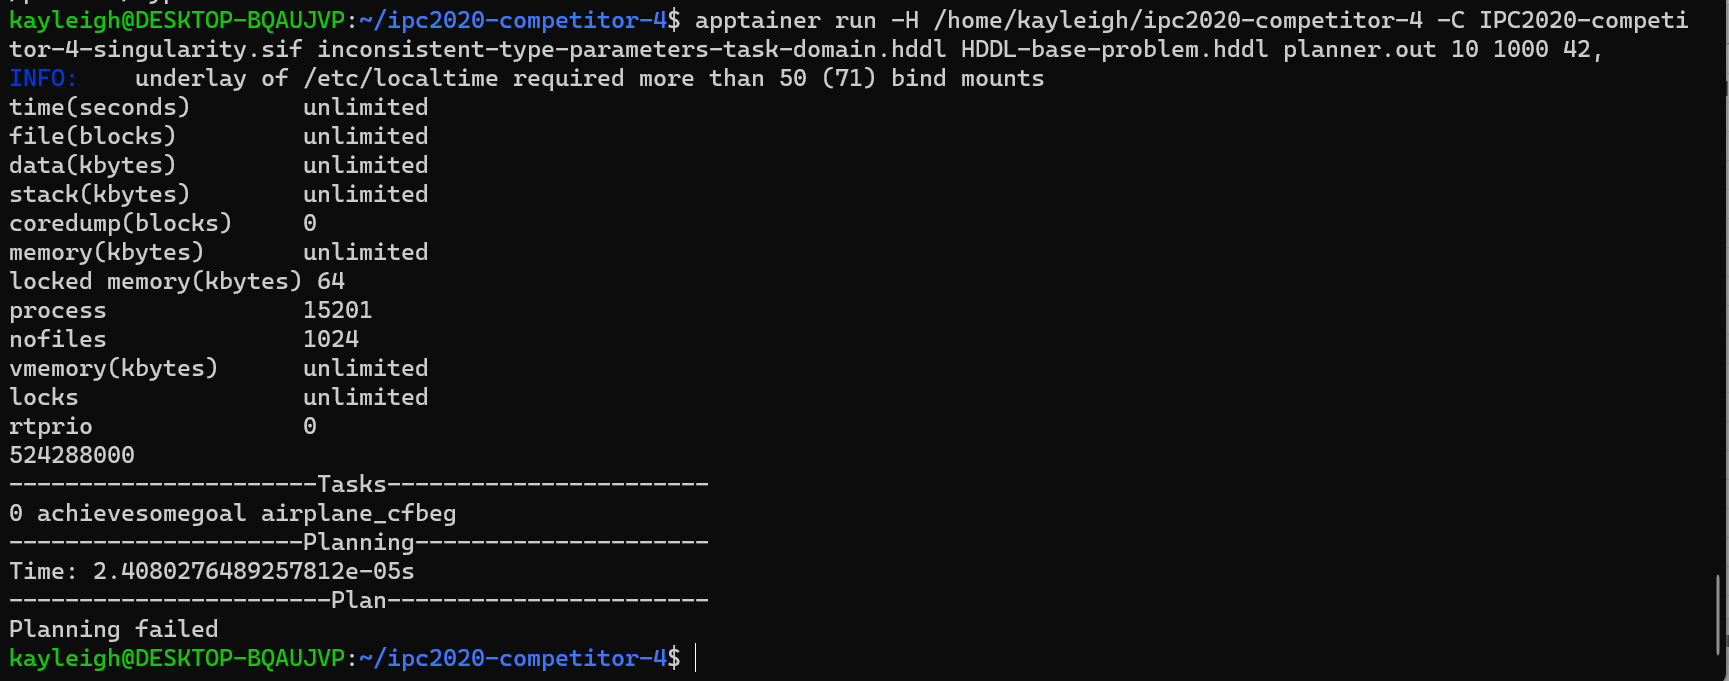 kayleigh@DESKTOP-BQAUJVP:~/ipc2020-competitor-4$ apptainer run -H /home/kayleigh/ipc2020-competitor-4 -C IPC2020-competi
tor-4-singularity.sif inconsistent-type-parameters-task-domain.hddl HDDL-base-problem.hddl planner.out 10 1000 42,
INFO:    underlay of /etc/localtime required more than 50 (71) bind mounts
time(seconds)        unlimited
file(blocks)         unlimited
data(kbytes)         unlimited
stack(kbytes)        unlimited
coredump(blocks)     0
memory(kbytes)       unlimited
locked memory(kbytes) 64
process              15201
nofiles              1024
vmemory(kbytes)      unlimited
locks                unlimited
rtprio               0
524288000
----------------------Tasks-----------------------
0 achievesomegoal airplane_cfbeg
---------------------Planning---------------------
Time: 2.4080276489257812e-05s
-----------------------Plan-----------------------
Planning failed
kayleigh@DESKTOP-BQAUJVP:~/ipc2020-competitor-4$